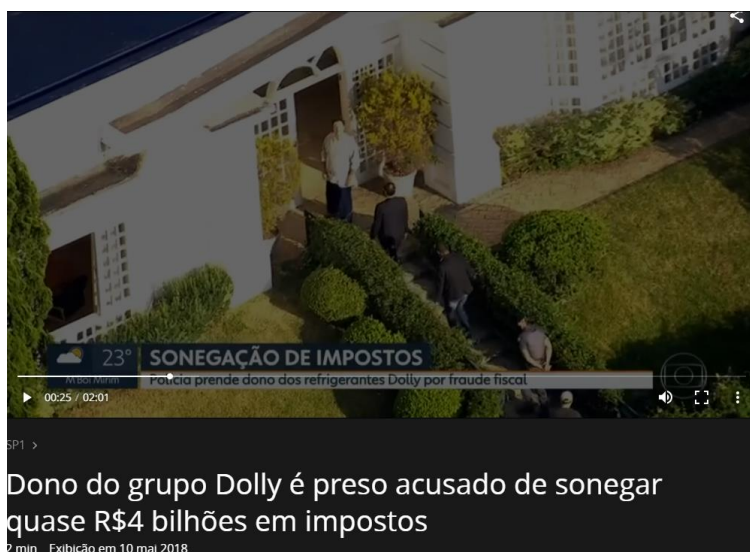 23°
SONEGAÇÃO DE IMPOSTOS
M'Boi Mirim
Polícia prende dono dos refrigerantes Dolly por fraude fiscal
00:25 / 02:01
SP1 >
Dono do grupo Dolly é preso acusado de sonegar
quase R$4 bilhões em impostos
2 min Exibição em 10 mai 2018